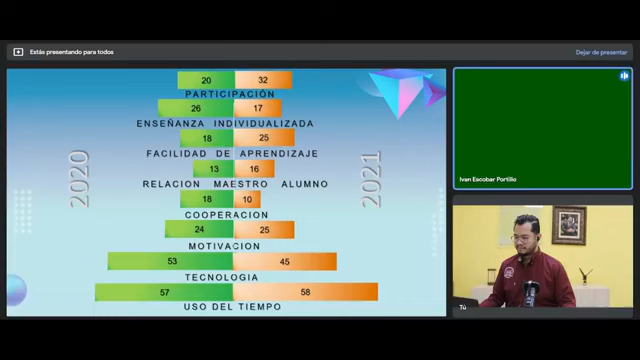 Estás presentando para todos
Dejar de presentar
20 32
PARTICIPACIÓN
26 17
ENSEÑANZA INDIVIDUALIZADA
18 25
FACILIDAD DE APRENDIZAJE
13 16
RELACION MAESTRO ALUMNO
18 10
COOPERACION
24 25
MOTIVACION
53 45
TECNOLOGIA
57 58
USO DEL TIEMPO
2020
2021
Ivan Escobar Portillo
Tú